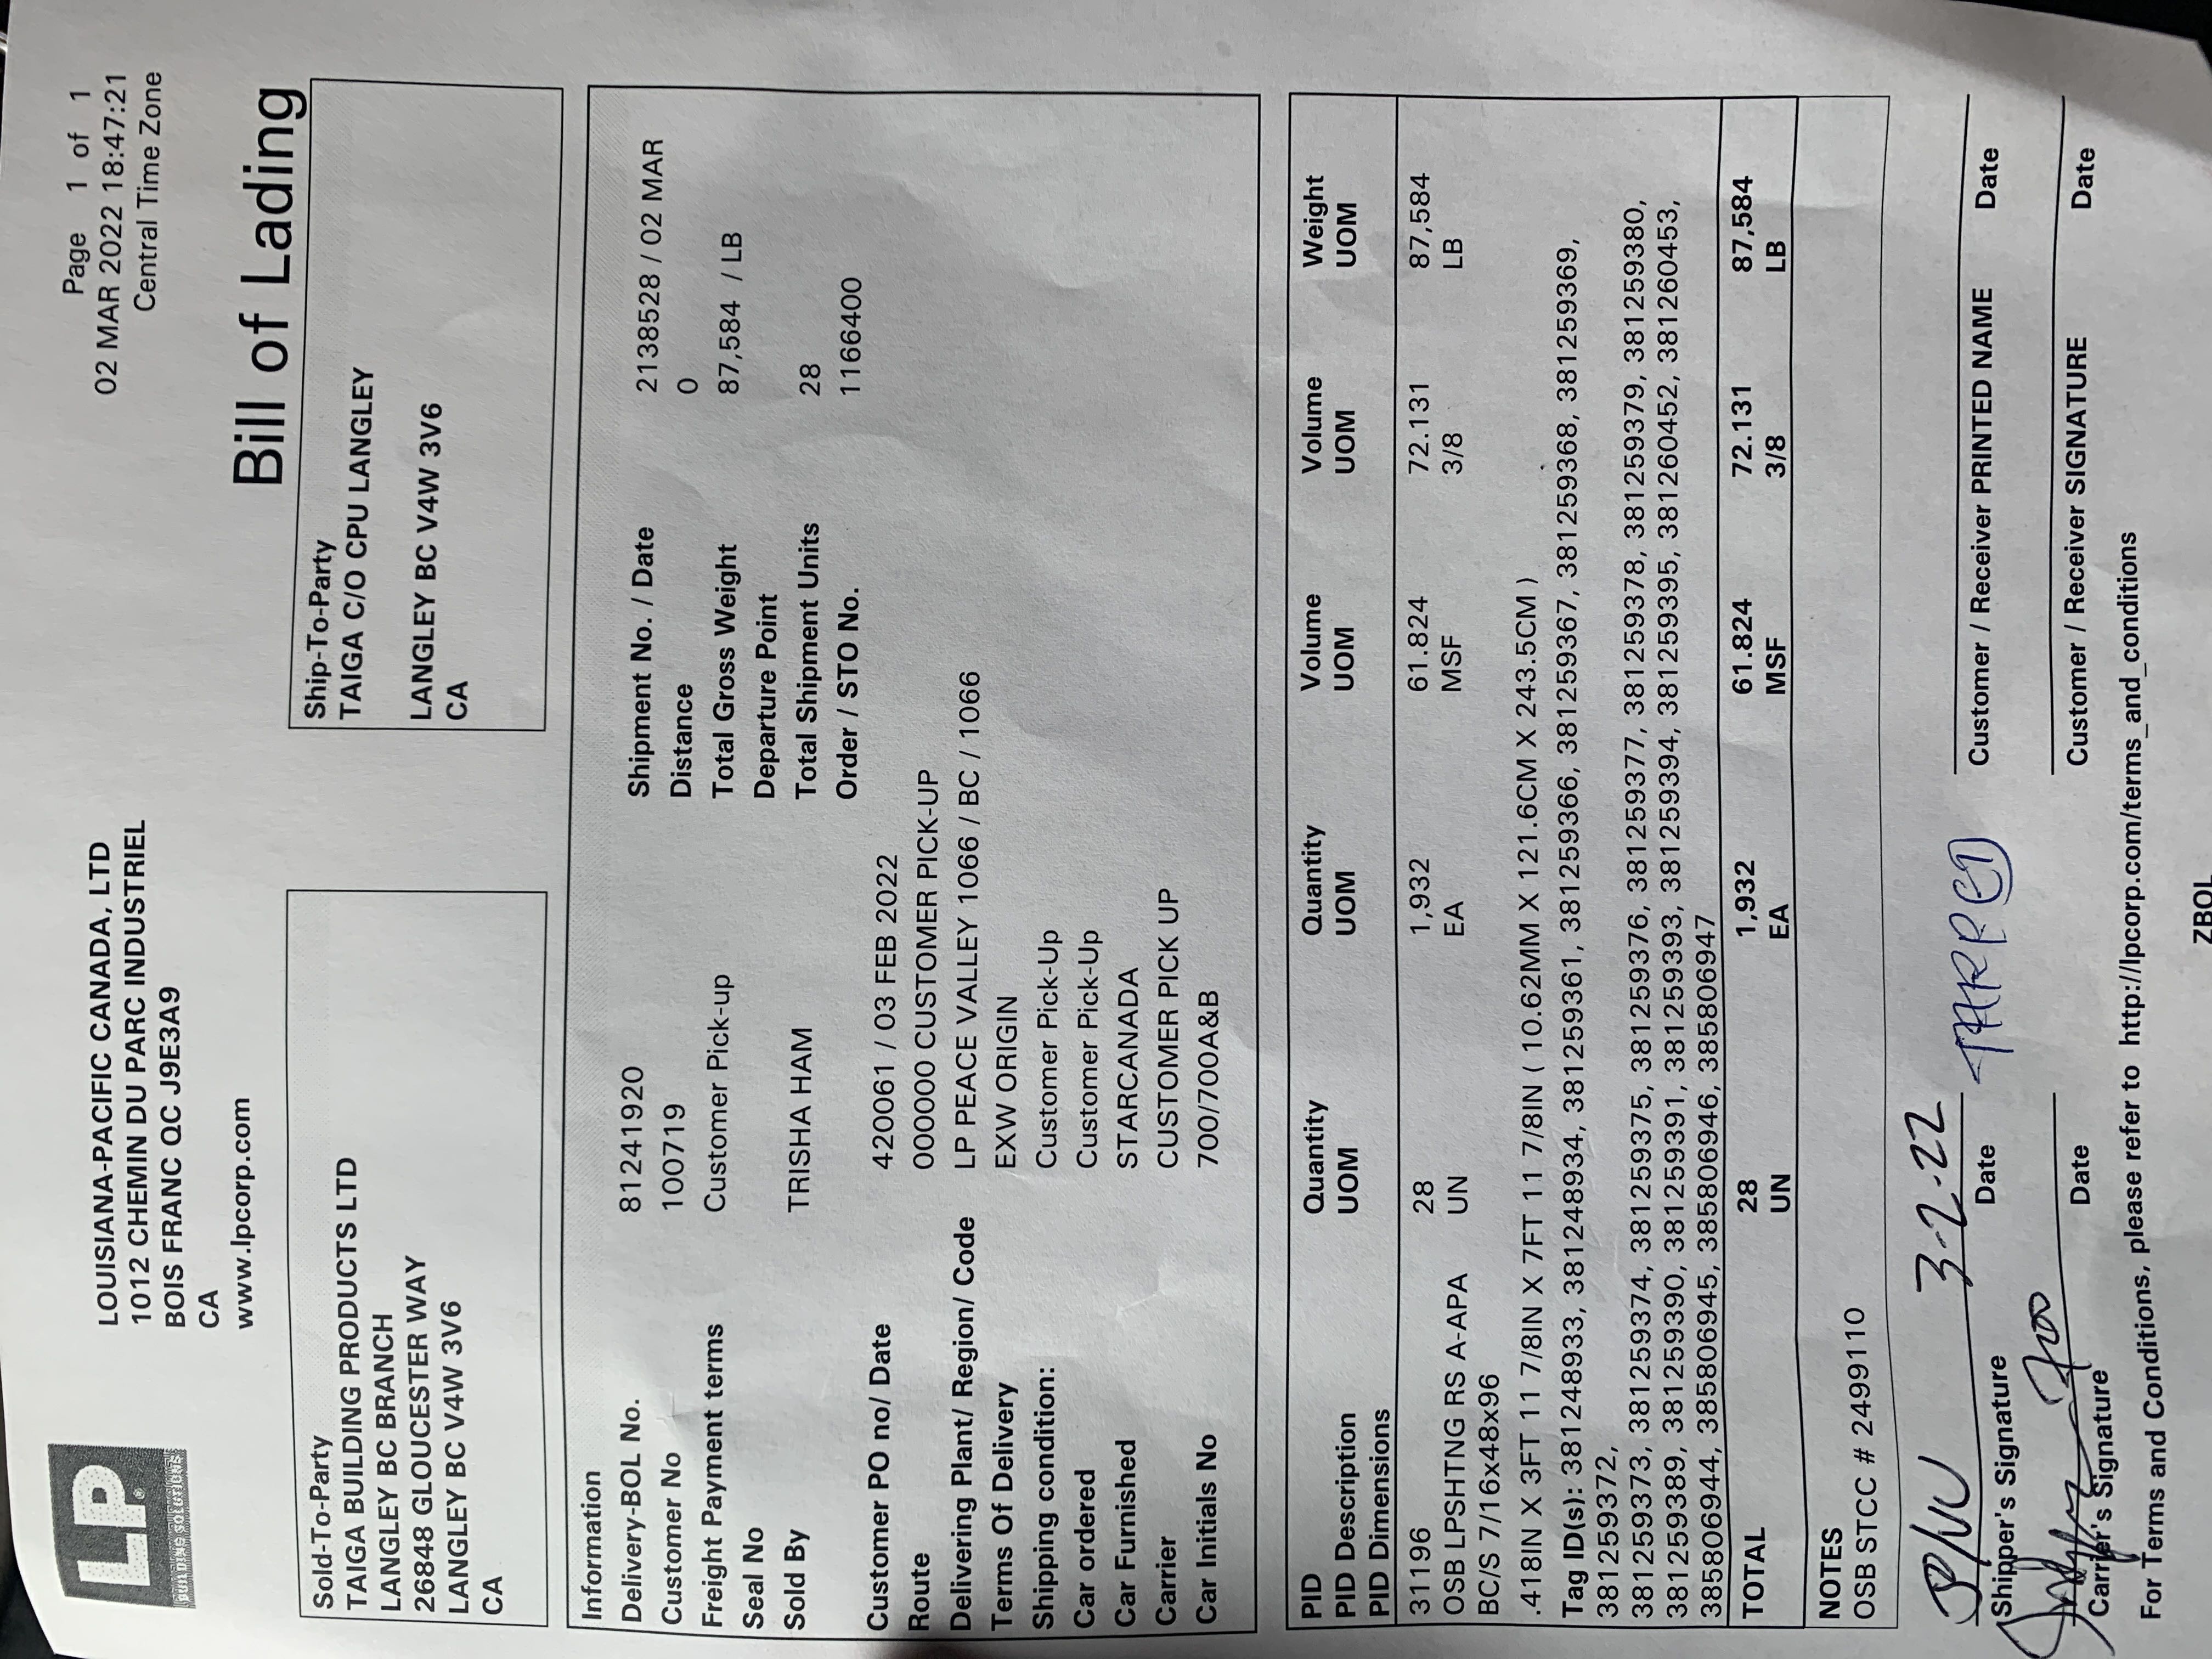 LP
BUILDING SOLUTIONS
LOUISIANA-PACIFIC CANADA, LTD
1012 CHEMIN DU PARC INDUSTRIEL
BOIS FRANC QC J9E3A9
CA
www.lpcorp.com
Page 1 of 1
02 MAR 2022 18:47:21
Central Time Zone
Bill of Lading
Sold-To-Party
TAIGA BUILDING PRODUCTS LTD
LANGLEY BC BRANCH
26848 GLOUCESTER WAY
LANGLEY BC V4W 3V6
CA
Ship-To-Party
TAIGA C/O CPU LANGLEY
LANGLEY BC V4W 3V6
CA
Information
Delivery-BOL No. 81241920
Customer No 100719
Freight Payment terms Customer Pick-up
Seal No
Sold By TRISHA HAM
Shipment No. / Date 2138528 / 02 MAR
Distance 0
Total Gross Weight 87,584 / LB
Departure Point
Total Shipment Units 28
Order / STO No. 1166400
Customer PO no/ Date 420061 / 03 FEB 2022
Route 000000 CUSTOMER PICK-UP
Delivering Plant/ Region/ Code LP PEACE VALLEY 1066 / BC / 1066
Terms Of Delivery EXW ORIGIN
Shipping condition: Customer Pick-Up
Car ordered Customer Pick-Up
Car Furnished STARCANADA
Carrier CUSTOMER PICK UP
Car Initials No 700/700A&B
PID Quantity Quantity Volume Volume Weight
PID Description UOM UOM UOM UOM UOM
PID Dimensions
31196 28 1,932 61.824 72.131 87,584
OSB LPSHTNG RS A-APA UN EA MSF 3/8 LB
BC/S 7/16x48x96
.418IN X 3FT 11 7/8IN X 7FT 11 7/8IN ( 10.62MM X 121.6CM X 243.5CM )
Tag ID(s): 381248933, 381248934, 381259361, 381259366, 381259367, 381259368, 381259369,
381259372,
381259373, 381259374, 381259375, 381259376, 381259377, 381259378, 381259379, 381259380,
381259389, 381259390, 381259391, 381259393, 381259394, 381259395, 381260452, 381260453,
385806944, 385806945, 385806946, 385806947
TOTAL 28 1,932 61.824 72.131 87,584
UN EA MSF 3/8 LB
NOTES
OSB STCC # 2499110
3-2-22
TARPED
Shipper's Signature Date
Customer / Receiver PRINTED NAME Date
700
Carrier's Signature Date
Customer / Receiver SIGNATURE Date
For Terms and Conditions, please refer to http://lpcorp.com/terms_and_conditions
ZBOL